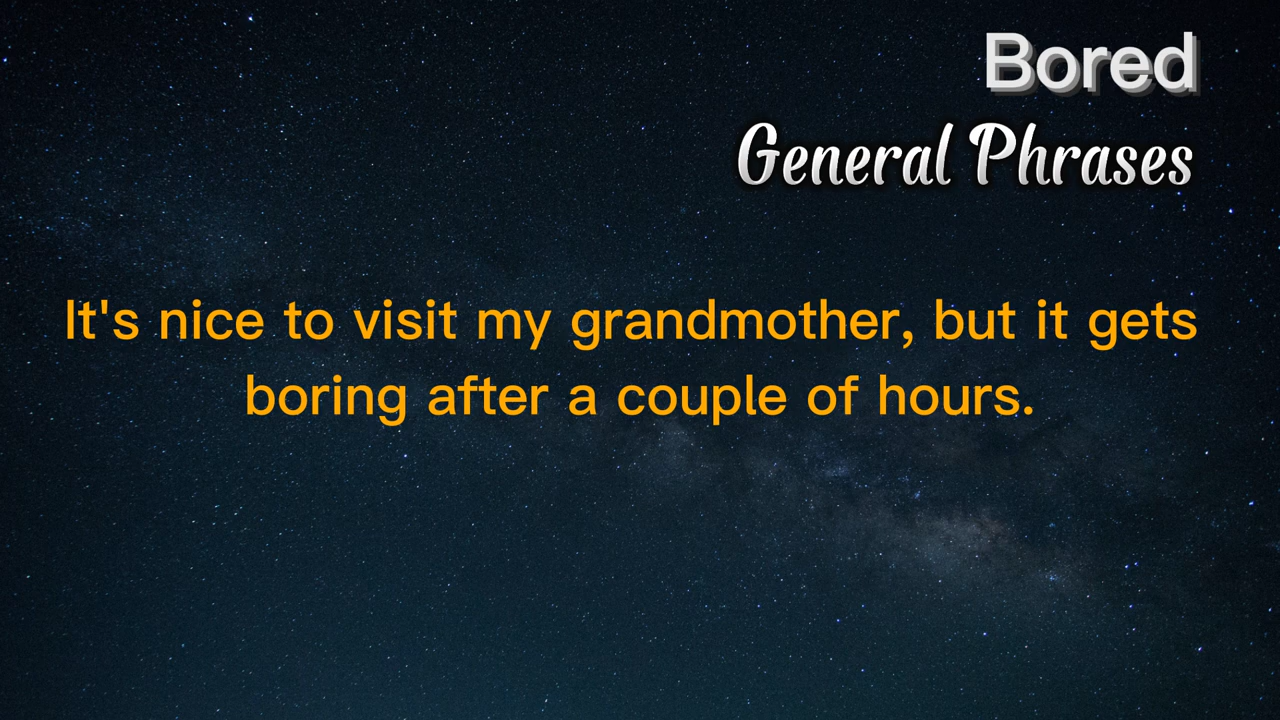 Bored
General Phrases
It's nice to visit my grandmother, but it gets
boring after a couple of hours.